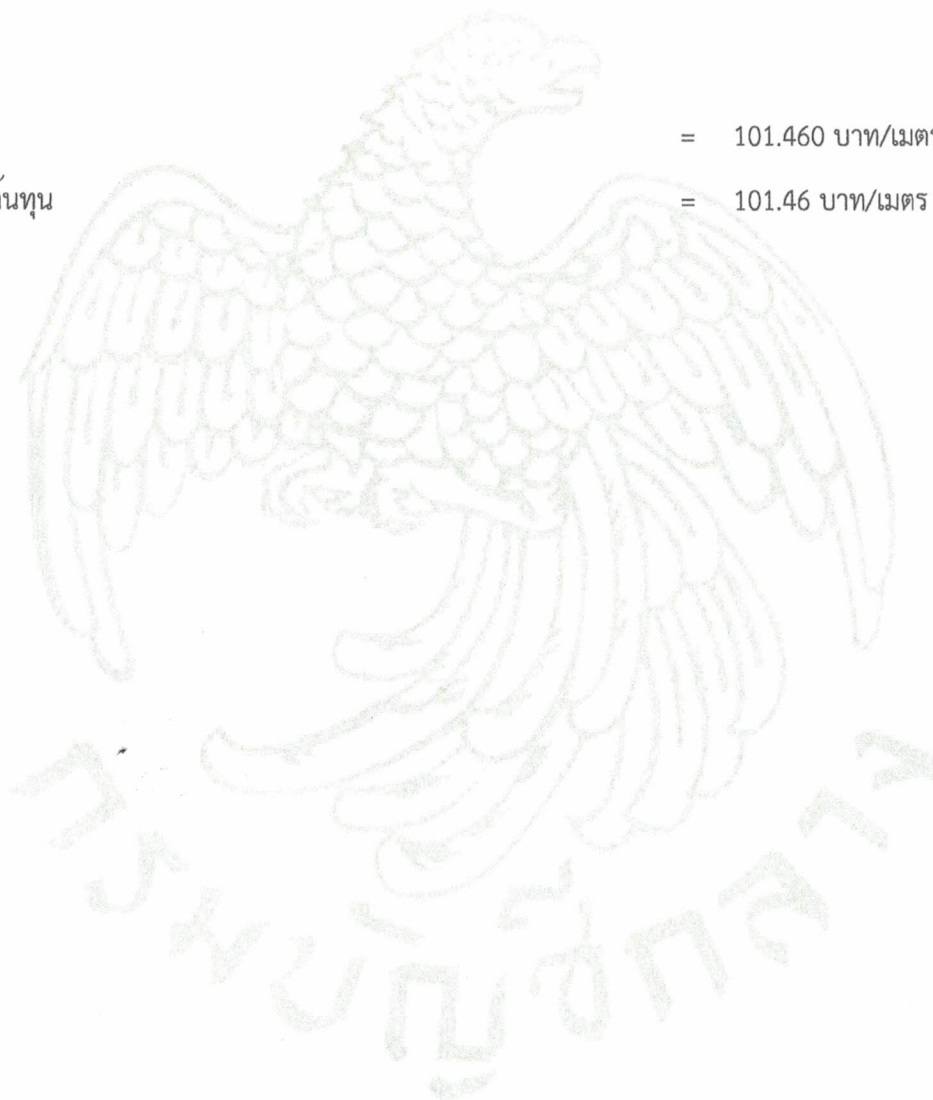 = 101.460 บาท/เมตร
นทุน = 101.46 บาท/เมตร
กรมบัญชีกลาง